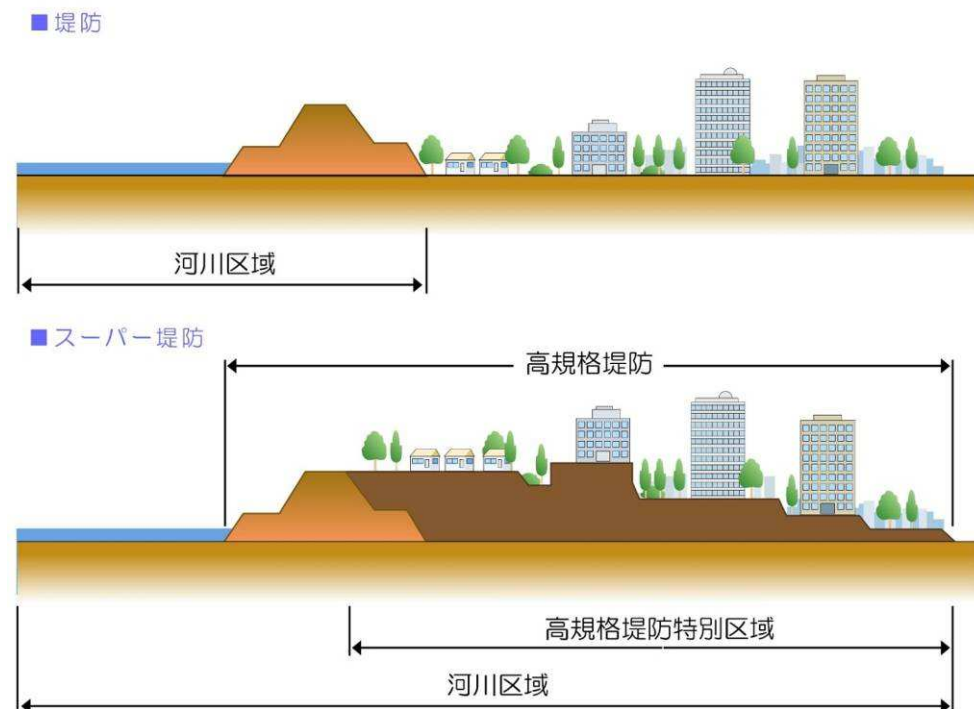 ■堤防
河川区域
■スーパー堤防
高規格堤防
高規格堤防特別区域
河川区域